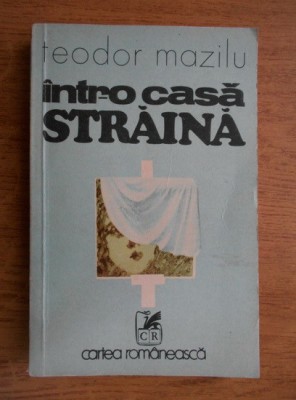 teodor mazilu
într-o casă
STRĂINĂ
CR
cartea românească